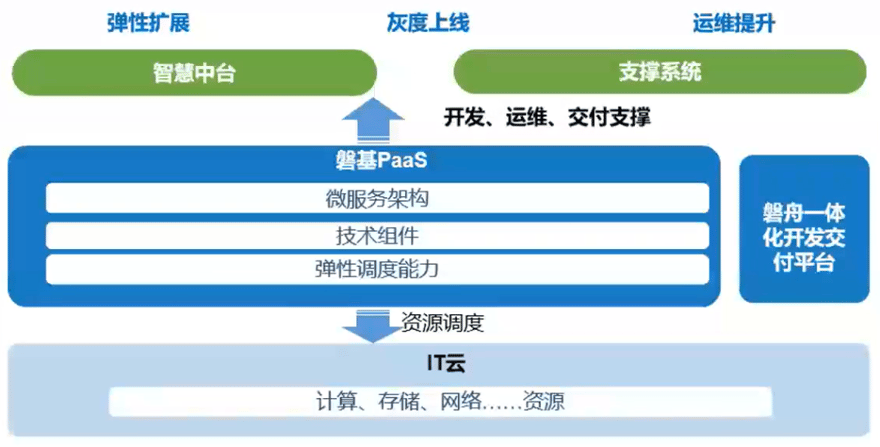 弹性扩展 灰度上线 运维提升
智慧中台 支撑系统
开发、运维、交付支撑
磐基PaaS
微服务架构
技术组件
弹性调度能力
磐舟一体
化开发交
付平台
资源调度
IT云
计算、存储、网络......资源